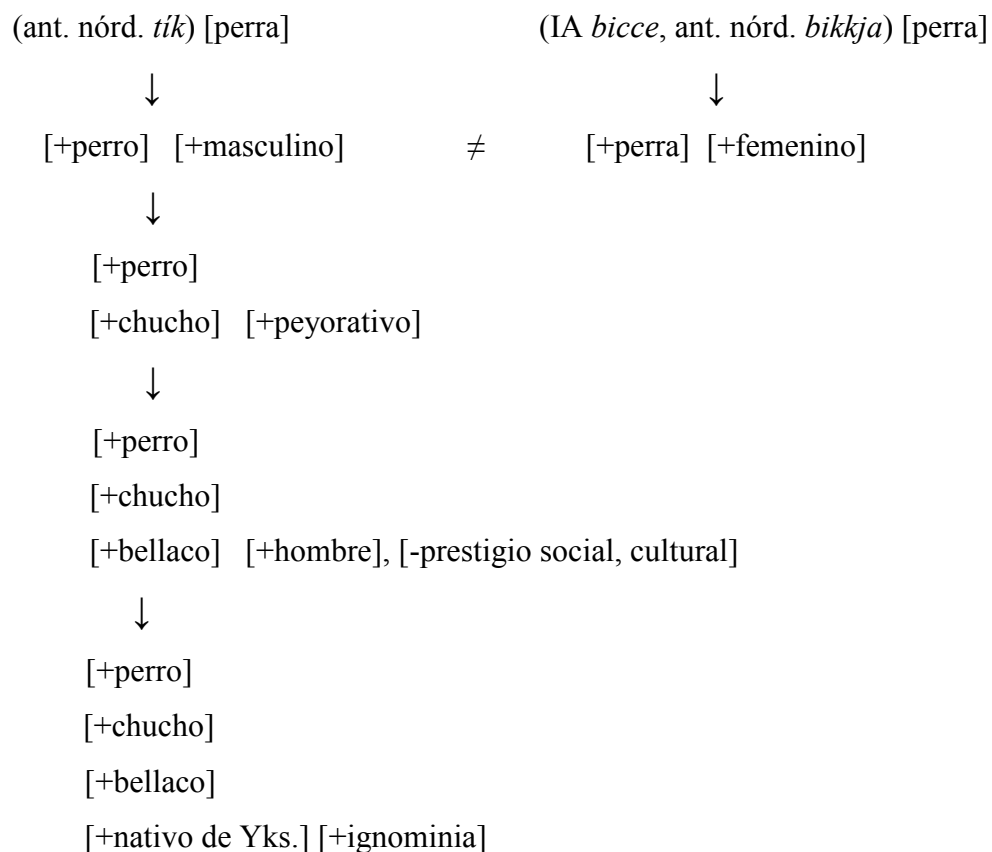 (ant. nórd. tík) [perra] (IA bicce, ant. nórd. bikkja) [perra]
↓ ↓
[+perro] [+masculino] ≠ [+perra] [+femenino]
↓
[+perro]
[+chucho] [+peyorativo]
↓
[+perro]
[+chucho]
[+bellaco] [+hombre], [-prestigio social, cultural]
↓
[+perro]
[+chucho]
[+bellaco]
[+nativo de Yks.] [+ignominia]